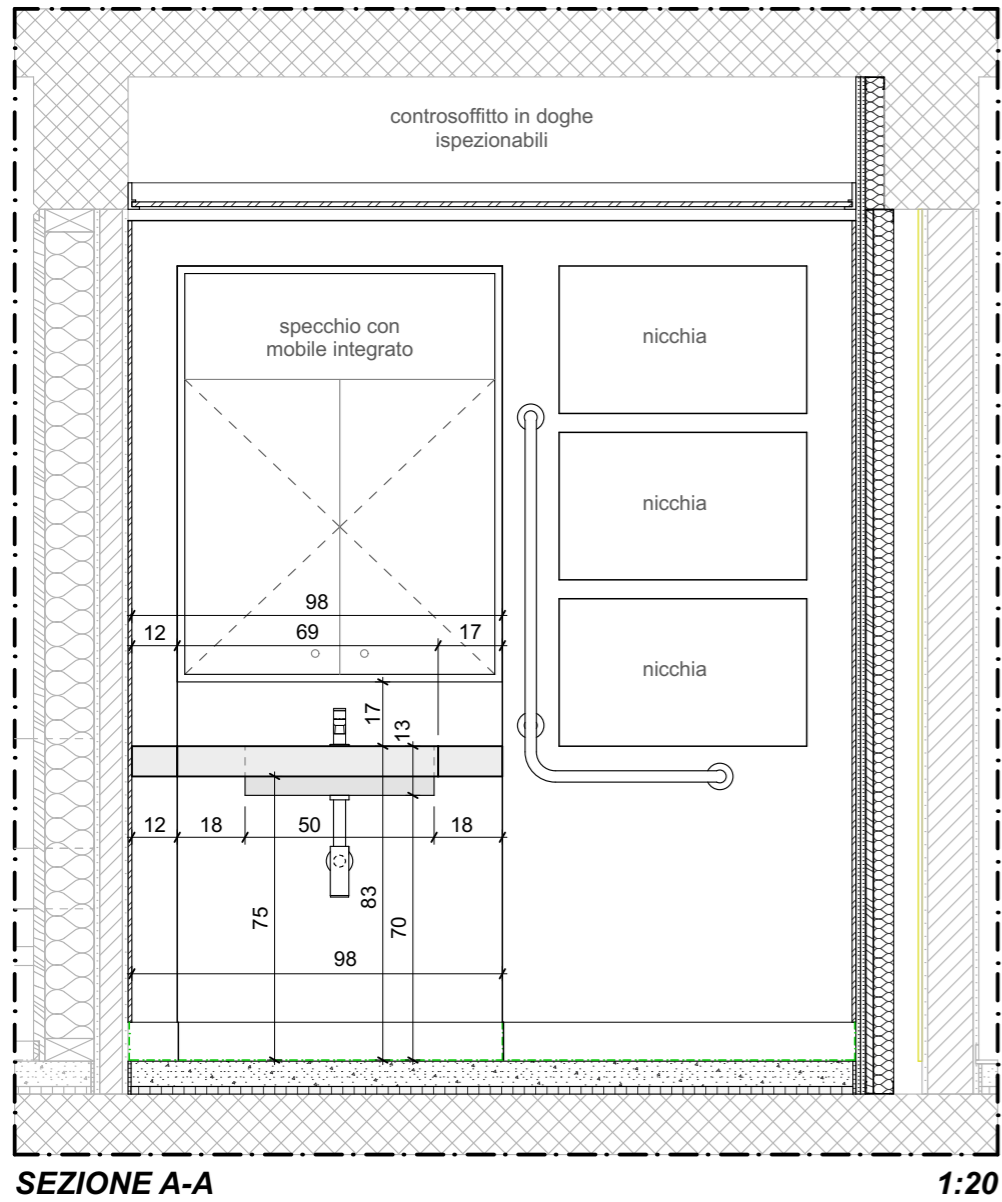 controsoffitto in doghe
ispezionabili
specchio con
mobile integrato
nicchia
nicchia
nicchia
98
12 69 17
17
13
12 18 50 18
75
83
70
98
SEZIONE A-A 1:20